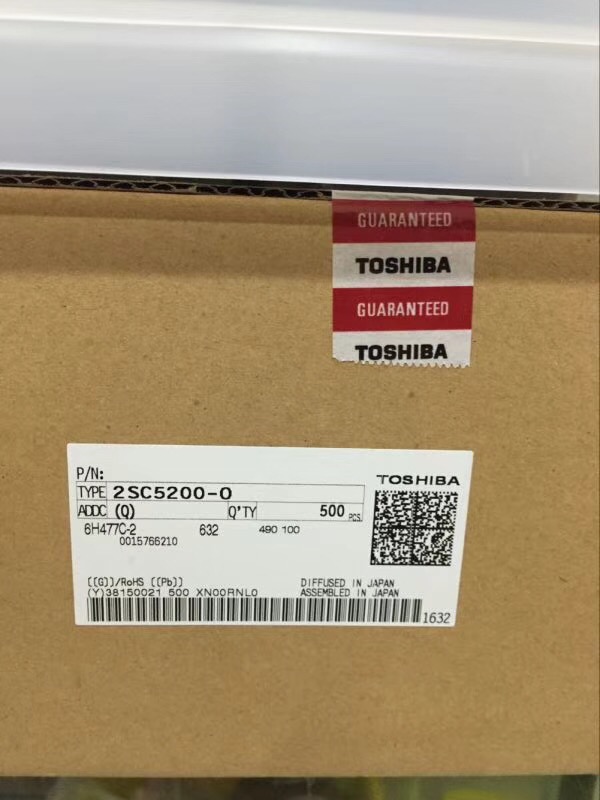 GUARANTEED
TOSHIBA
GUARANTEED
TOSHIBA
P/N:
TOSHIBA
TYPE 2SC5200-O
ADDC (Q) Q'TY 500 PCS
6H477C-2 632 490 100
0015766210
[[G]]/RoHS [[Pb]] DIFFUSED IN JAPAN
(Y)38150021 500 XN00RNL0 ASSEMBLED IN JAPAN
1632